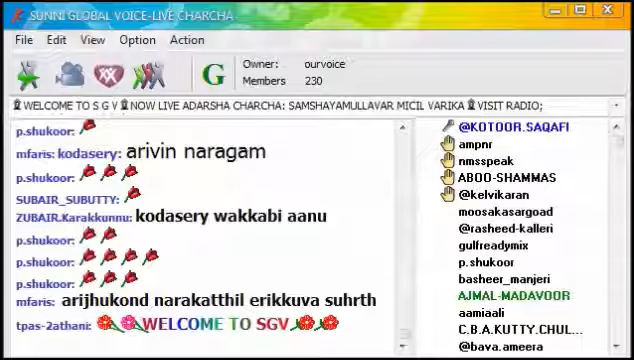 SUNNI GLOBAL VOICE-LIVE CHARCHA
File Edit View Option Action
G
Owner: ourvoice
Members 230
WELCOME TO S G V NOW LIVE ADARSHA CHARCHA: SAMSHAYAMULLAVAR MICIL VARIKA VISIT RADIO;
p.shukoor:
mfaris: kodasery: arivin naragam
p.shukoor:
SUBAIR_SUBUTTY:
ZUBAIR.Karakkunnu: kodasery wakkabi aanu
p.shukoor:
p.shukoor:
p.shukoor:
mfaris: arijhukond narakatthil erikkuva suhrth
tpas-2athani: WELCOME TO SGV
@KOTOOR.SAQAFI
ampnr
nmsspeak
ABOO-SHAMMAS
@kelvikaran
moosakasargoad
@rasheed-kalleri
gulfreadymix
p.shukoor
basheer_manjeri
AJMAL-MADAVOOR
aamiaali
C.B.A.KUTTY.CHUL...
@bava.ameera